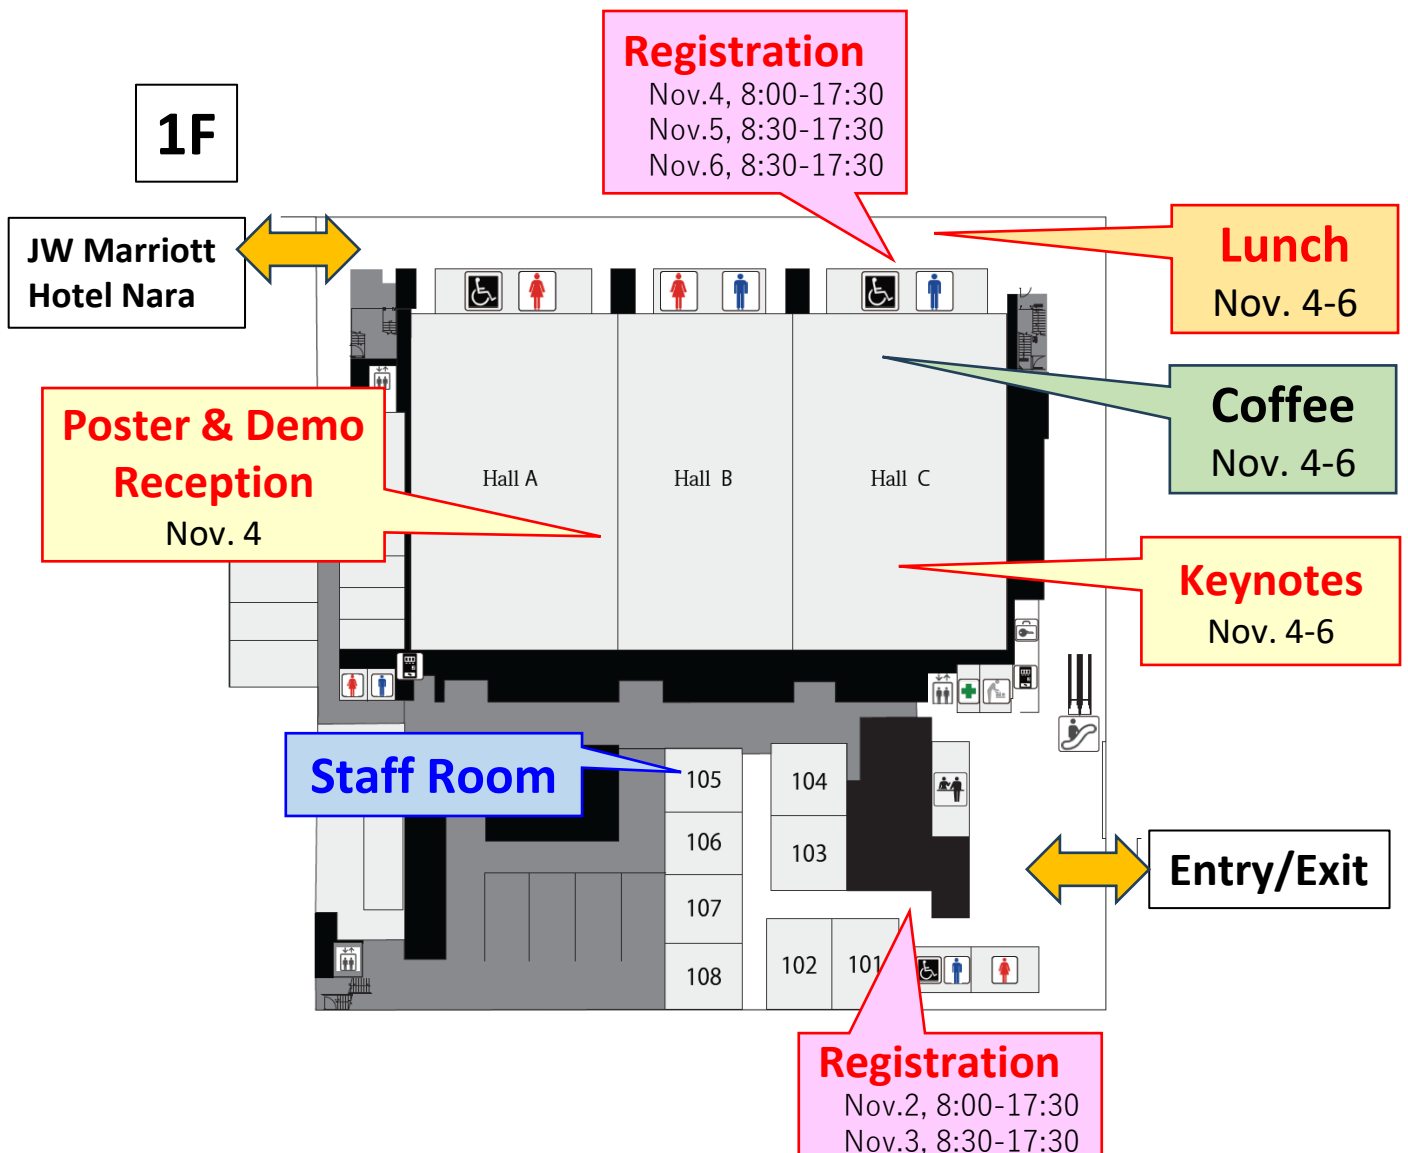 1F
Registration
Nov.4, 8:00-17:30
Nov.5, 8:30-17:30
Nov.6, 8:30-17:30
JW Marriott
Hotel Nara
Lunch
Nov. 4-6
Coffee
Nov. 4-6
Poster & Demo
Reception
Nov. 4
Hall A
Hall B
Hall C
Keynotes
Nov. 4-6
Staff Room
105
104
106
103
107
108
102
101
Entry/Exit
Registration
Nov.2, 8:00-17:30
Nov.3, 8:30-17:30